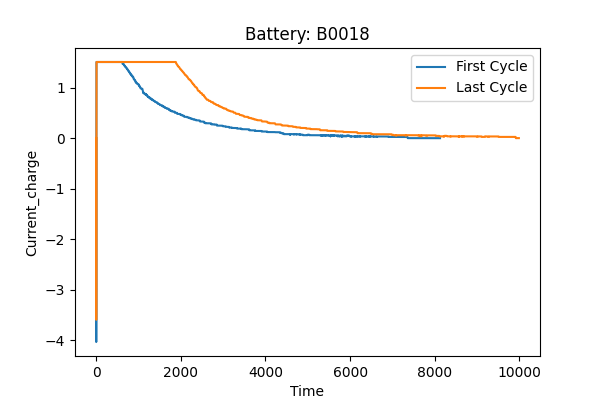 Battery: B0018
First Cycle
Last Cycle
1
0
−1
−2
−3
−4
Current_charge
0 2000 4000 6000 8000 10000
Time